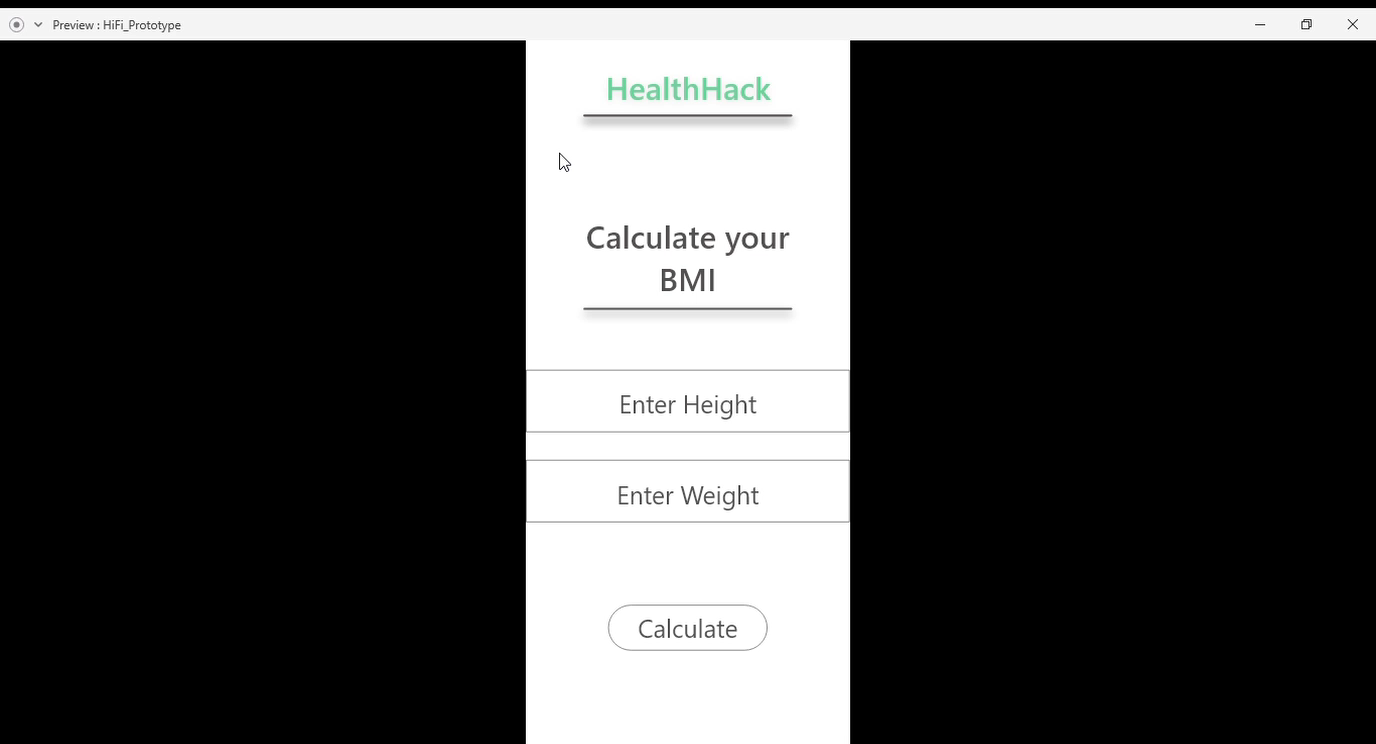 Preview : HiFi_Prototype
HealthHack
Calculate your
BMI
Enter Height
Enter Weight
Calculate